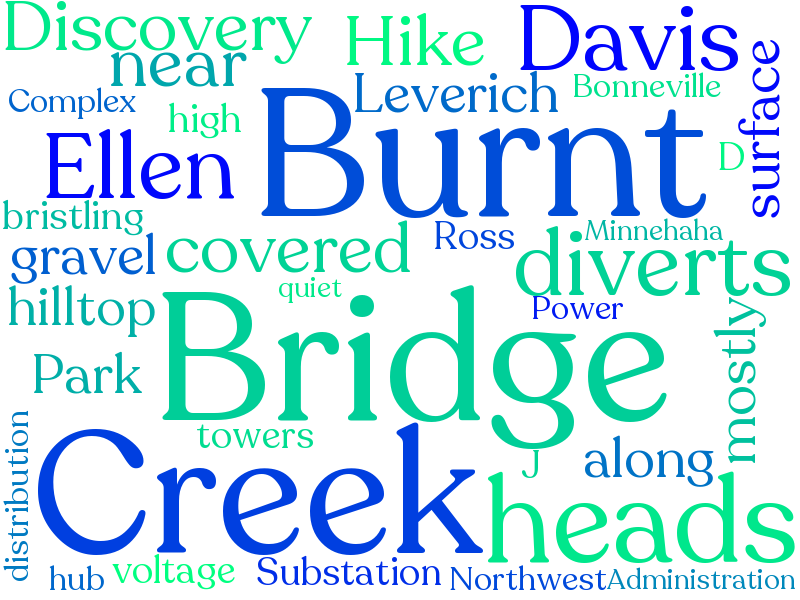 Discovery
Hike
Davis
near
Complex
high
Leverich
Bonneville
surface
Ellen
Burnt
D
bristling
gravel
covered
Ross
Minnehaha
diverts
hilltop
quiet
Power
Bridge
mostly
Park
towers
J
along
Creek
heads
distribution
hub
voltage
Substation
Northwest
Administration